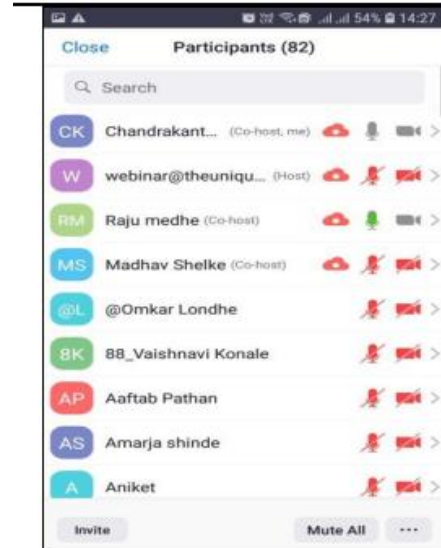 54% 14:27
Close Participants (82)
Search
CK Chandrakant... (Co-host, me)
W webinar@theuniqu... (Host)
RM Raju medhe (Co-host)
MS Madhav Shelke (Co-host)
@L @Omkar Londhe
8K 88_Vaishnavi Konale
AP Aaftab Pathan
AS Amarja shinde
A Aniket
Invite Mute All ...